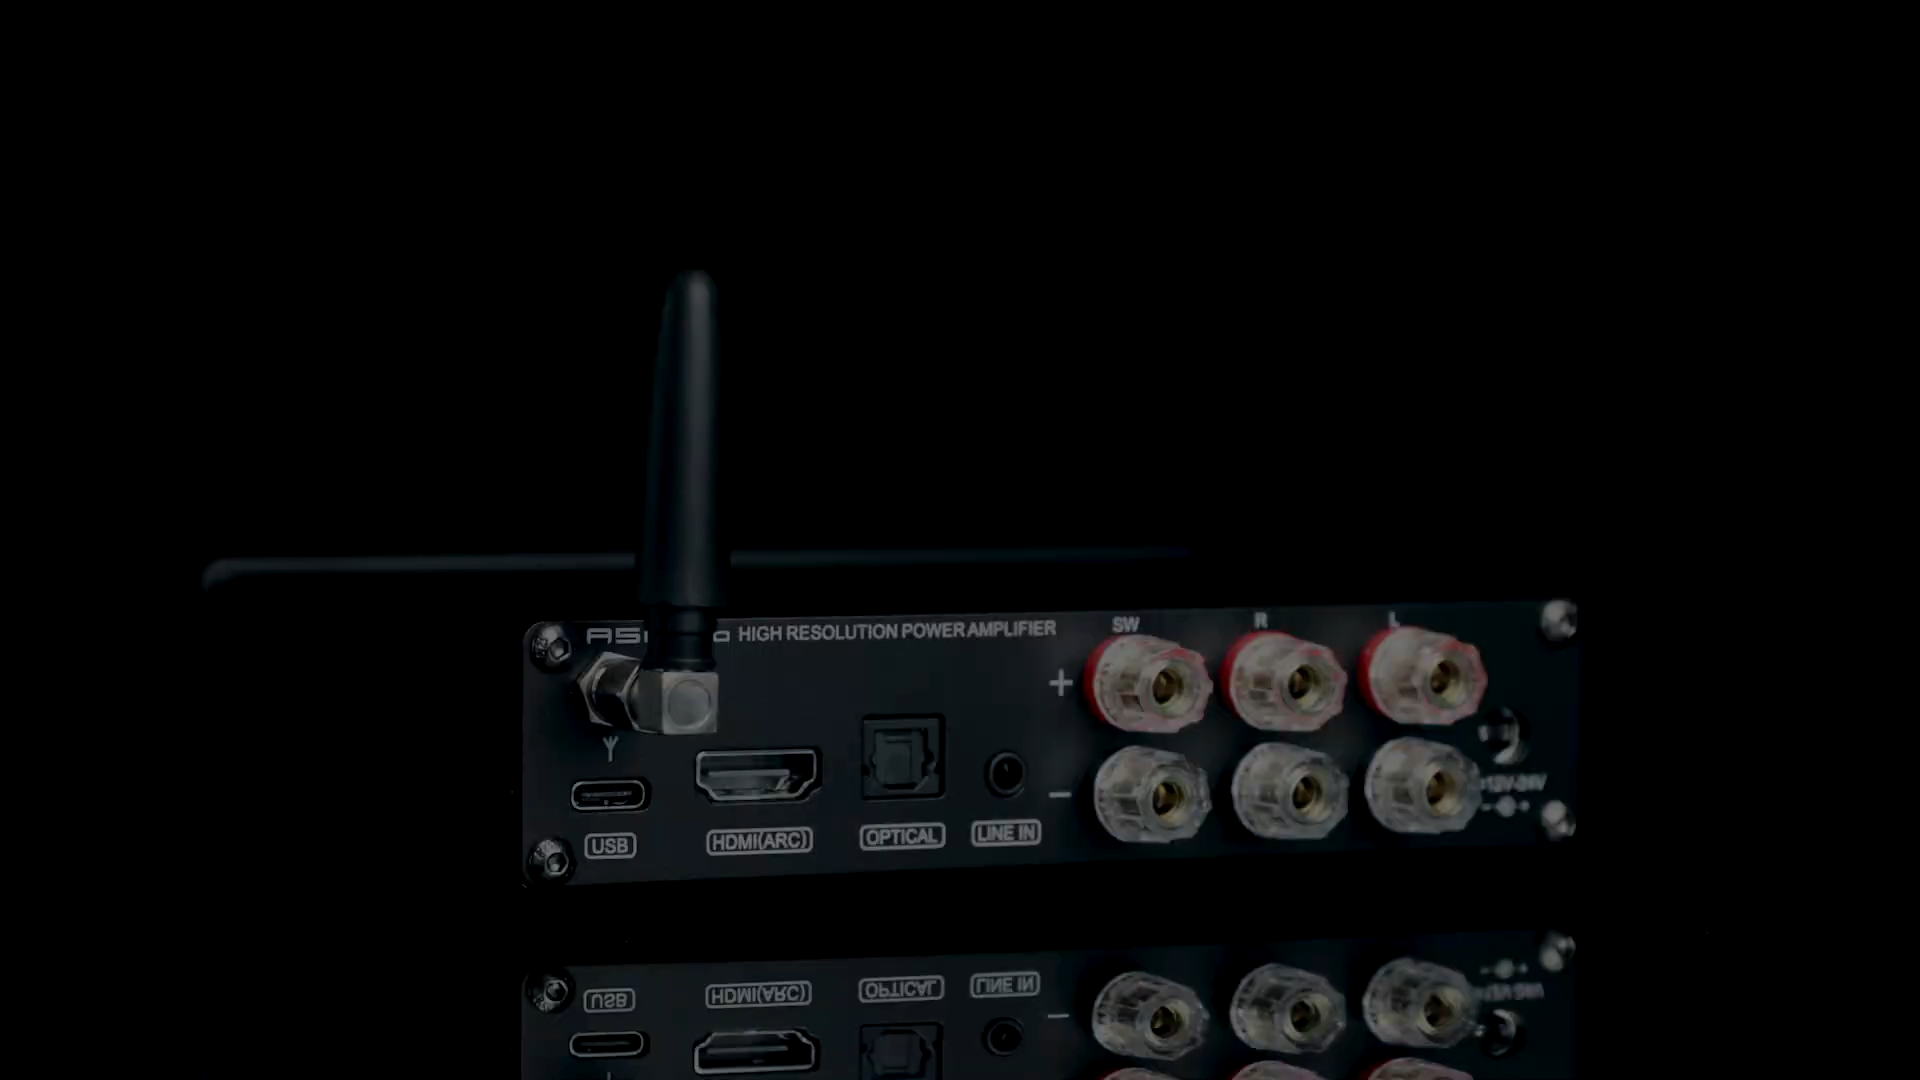 HIGH RESOLUTION POWER AMPLIFIER
SW R L
+
−
USB
HDMI(ARC)
OPTICAL
LINE IN